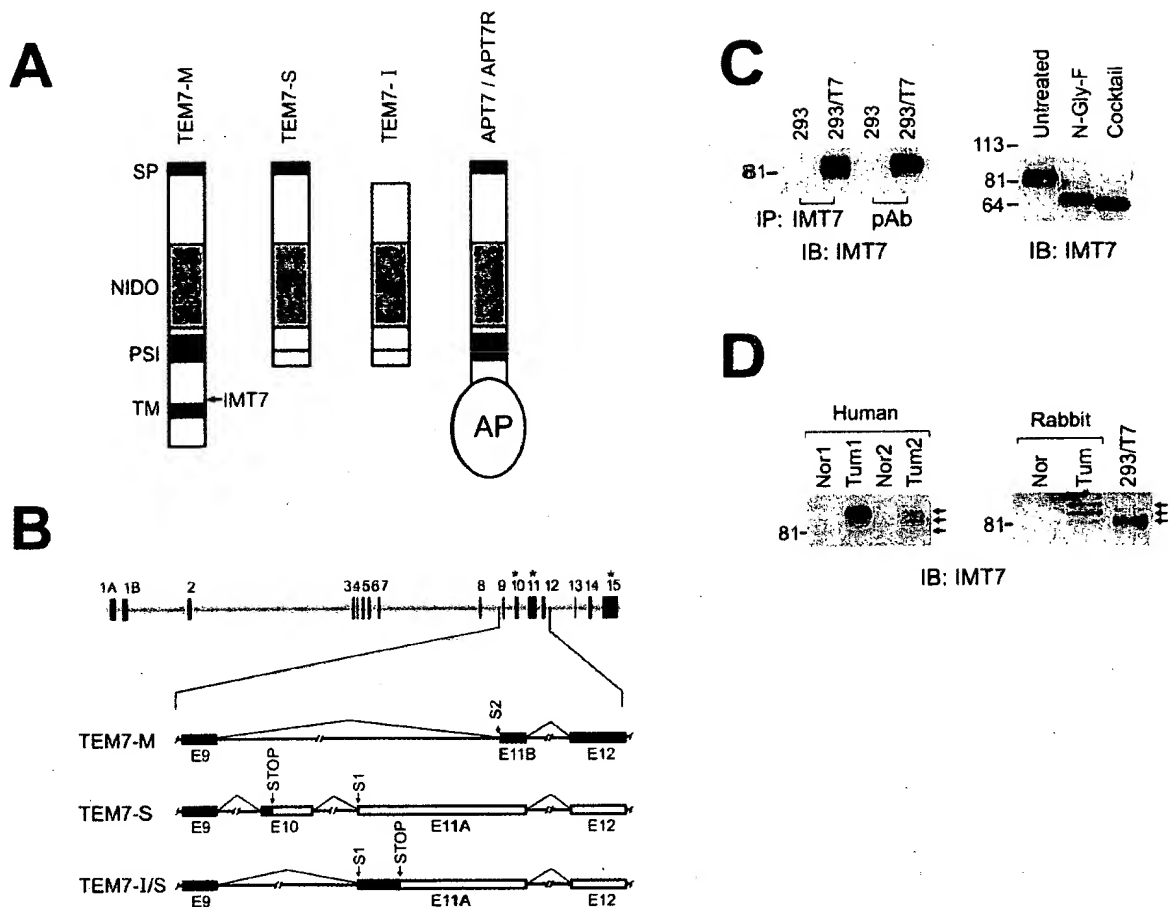 A
TEM7-M
TEM7-S
TEM7-I
APT7 / APT7R
SP
NIDO
PSI
TM
IMT7
AP
B
1A 1B 2 34567 8 9 *10 *11 12 13 14 *15
TEM7-M
E9
S2
E11B
E12
TEM7-S
E9
STOP
E10
S1
E11A
E12
TEM7-I/S
E9
S1
STOP
E11A
E12
C
293
293/T7
293
293/T7
81
IP: IMT7 pAb
IB: IMT7
Untreated
N-Gly-F
Cocktail
113
81
64
IB: IMT7
D
Human
Nor1
Tum1
Nor2
Tum2
81
Rabbit
Nor
Tum
293/T7
81
IB: IMT7